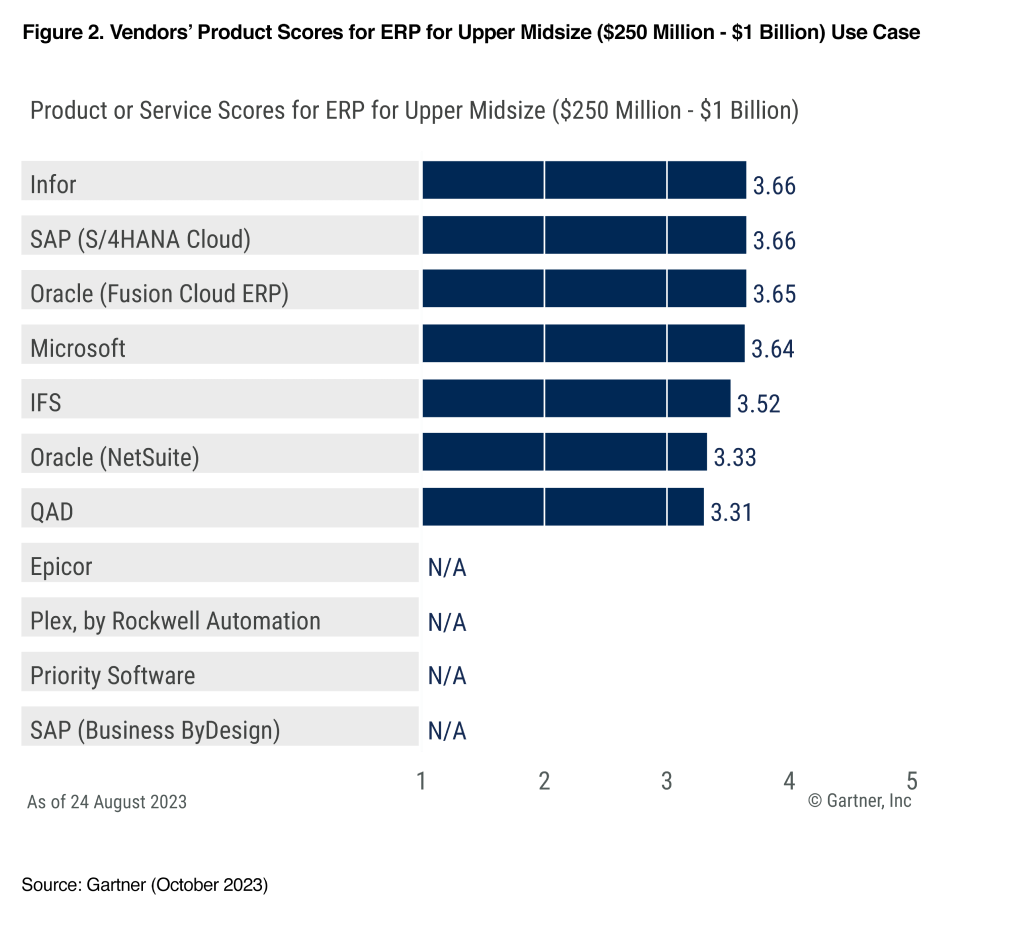 Figure 2. Vendors’ Product Scores for ERP for Upper Midsize ($250 Million - $1 Billion) Use Case
Product or Service Scores for ERP for Upper Midsize ($250 Million - $1 Billion)
Infor 3.66
SAP (S/4HANA Cloud) 3.66
Oracle (Fusion Cloud ERP) 3.65
Microsoft 3.64
IFS 3.52
Oracle (NetSuite) 3.33
QAD 3.31
Epicor N/A
Plex, by Rockwell Automation N/A
Priority Software N/A
SAP (Business ByDesign) N/A
1 2 3 4 5
As of 24 August 2023 © Gartner, Inc
Source: Gartner (October 2023)